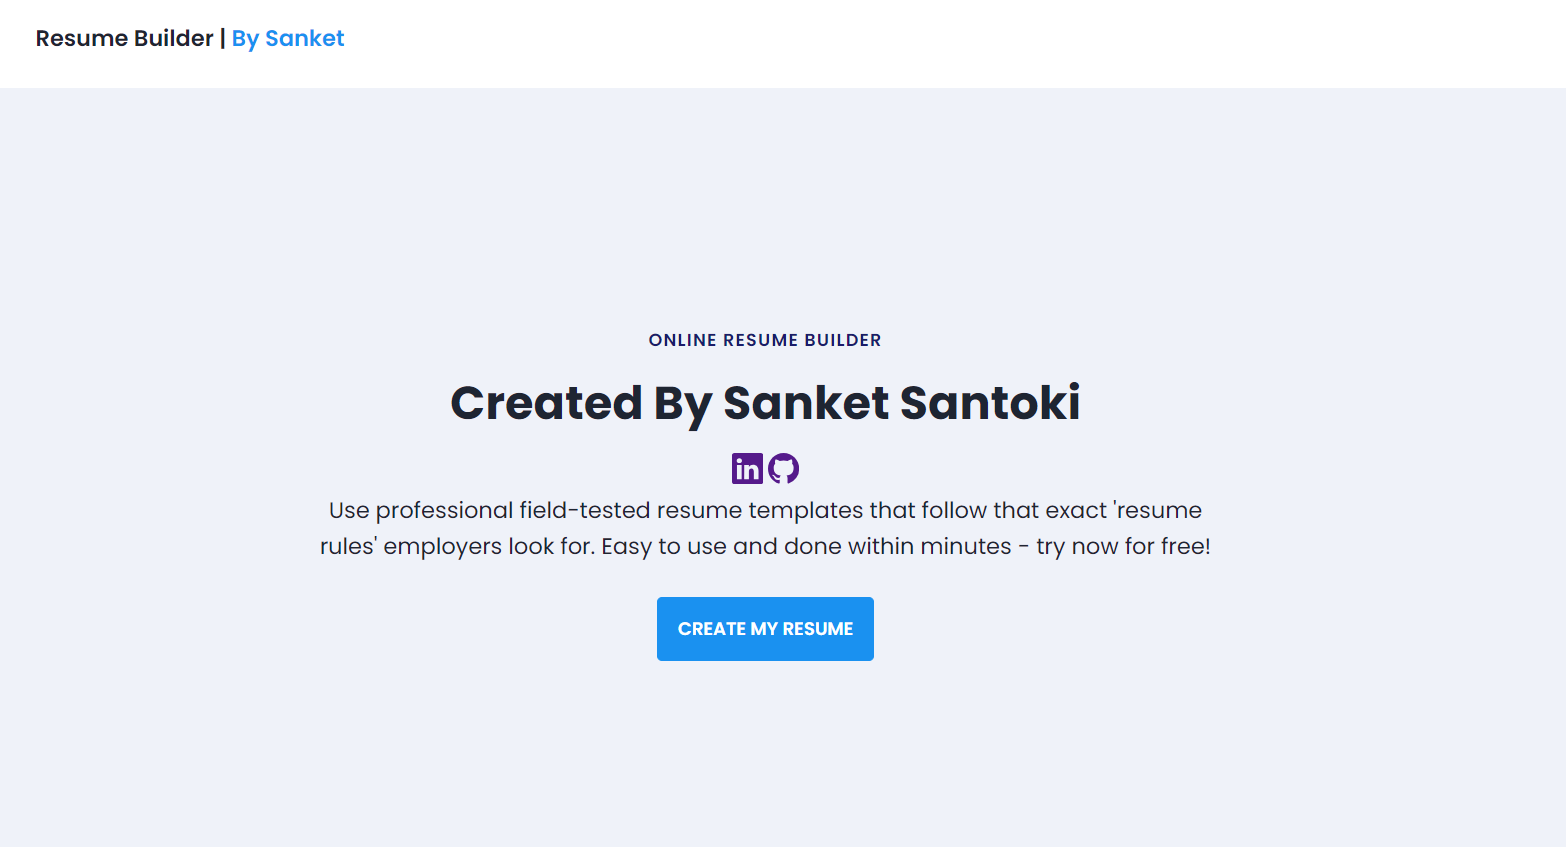 Resume Builder | By Sanket
ONLINE RESUME BUILDER
Created By Sanket Santoki
in
Use professional field-tested resume templates that follow that exact 'resume
rules' employers look for. Easy to use and done within minutes - try now for free!
CREATE MY RESUME